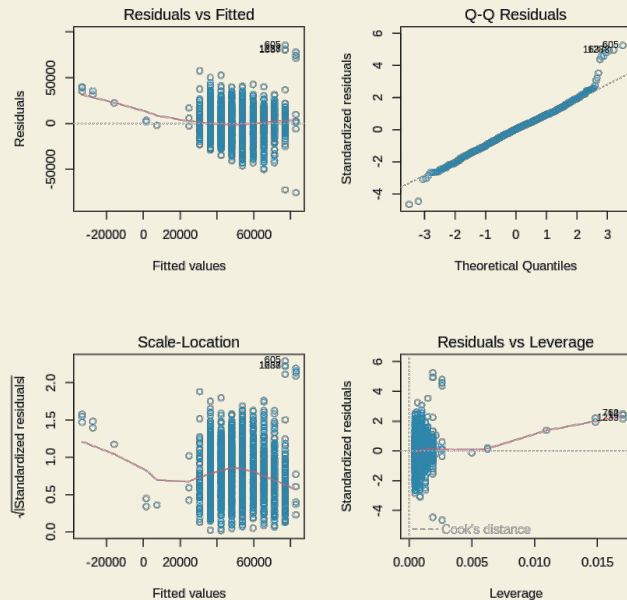 Residuals vs Fitted
Residuals
50000
0
-50000
-20000 0 20000 60000
Fitted values
605
Q-Q Residuals
Standardized residuals
6
4
2
0
-2
-4
-3 -2 -1 0 1 2 3
Theoretical Quantiles
605
Scale-Location
√|Standardized residuals|
2.0
1.5
1.0
0.5
0.0
-20000 0 20000 60000
Fitted values
605
Residuals vs Leverage
Standardized residuals
6
4
2
0
-2
-4
Cook's distance
0.000 0.005 0.010 0.015
Leverage